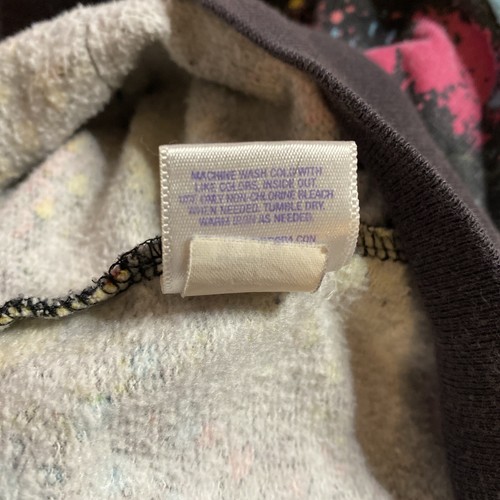 MACHINE WASH COLD WITH
LIKE COLORS, INSIDE OUT.
USE ONLY NON-CHLORINE BLEACH
WHEN NEEDED. TUMBLE DRY.
WARM IRON AS NEEDED.